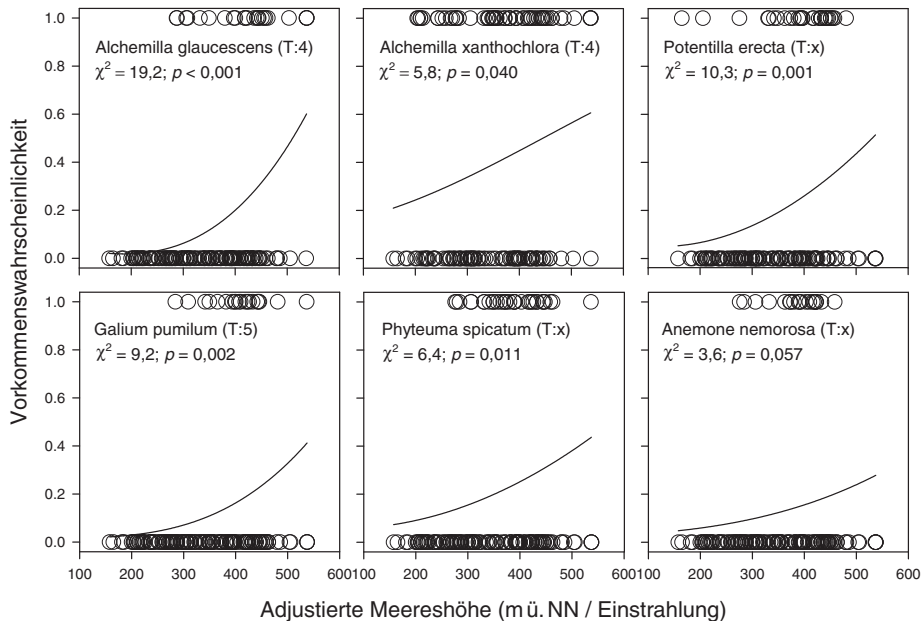 Vorkommenswahrscheinlichkeit
1.0
0.8
0.6
0.4
0.2
0.0
Alchemilla glaucescens (T:4)
χ² = 19,2; p < 0,001
Alchemilla xanthochlora (T:4)
χ² = 5,8; p = 0,040
Potentilla erecta (T:x)
χ² = 10,3; p = 0,001
1.0
0.8
0.6
0.4
0.2
0.0
Galium pumilum (T:5)
χ² = 9,2; p = 0,002
Phyteuma spicatum (T:x)
χ² = 6,4; p = 0,011
Anemone nemorosa (T:x)
χ² = 3,6; p = 0,057
100 200 300 400 500 600
100 200 300 400 500 600
100 200 300 400 500 600
Adjustierte Meereshöhe (m ü. NN / Einstrahlung)